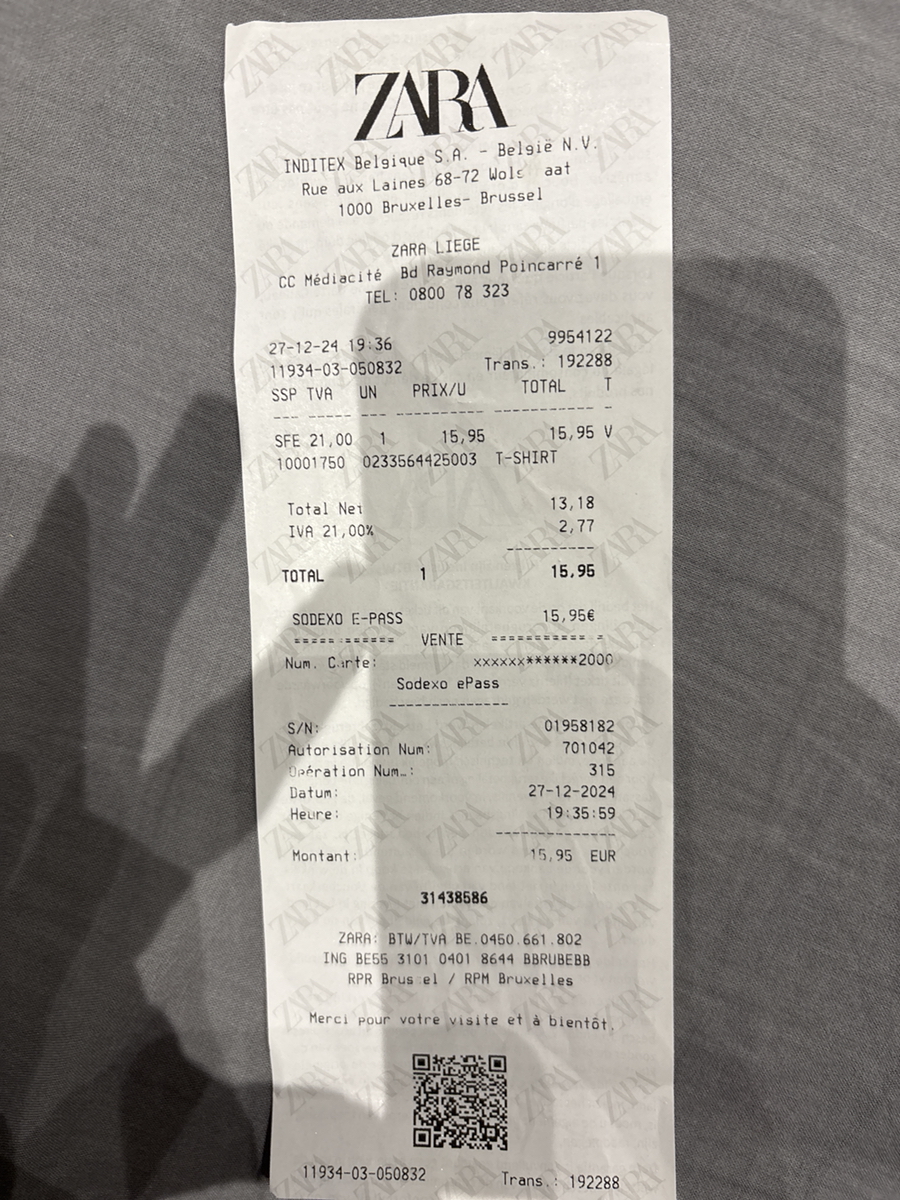 ZARA
INDITEX Belgique S.A. - België N.V.
Rue aux Laines 68-72 Wols aat
1000 Bruxelles- Brussel
ZARA LIEGE
CC Médiacité Bd Raymond Poincarré 1
TEL: 0800 78 323
27-12-24 19:36 9954122
11934-03-050832 Trans.: 192288
SSP TVA UN PRIX/U TOTAL T
SFE 21,00 1 15,95 15,95 V
10001750 0233564425003 T-SHIRT
Total Net 13,18
IVA 21,00% 2,77
TOTAL 1 15,95
SODEXO E-PASS 15,95€
===== ====== VENTE =========== -
Num. Carte: xxxxxx******2000
Sodexo ePass
S/N: 01958182
Autorisation Num: 701042
Opération Num.: 315
Datum: 27-12-2024
Heure: 19:35:59
Montant: 15,95 EUR
31438586
ZARA: BTW/TVA BE.0450.661.802
ING BE55 3101 0401 8644 BBRUBEBB
RPR Brus el / RPM Bruxelles
Merci pour votre visite et à bientôt.
11934-03-050832 Trans.: 192288